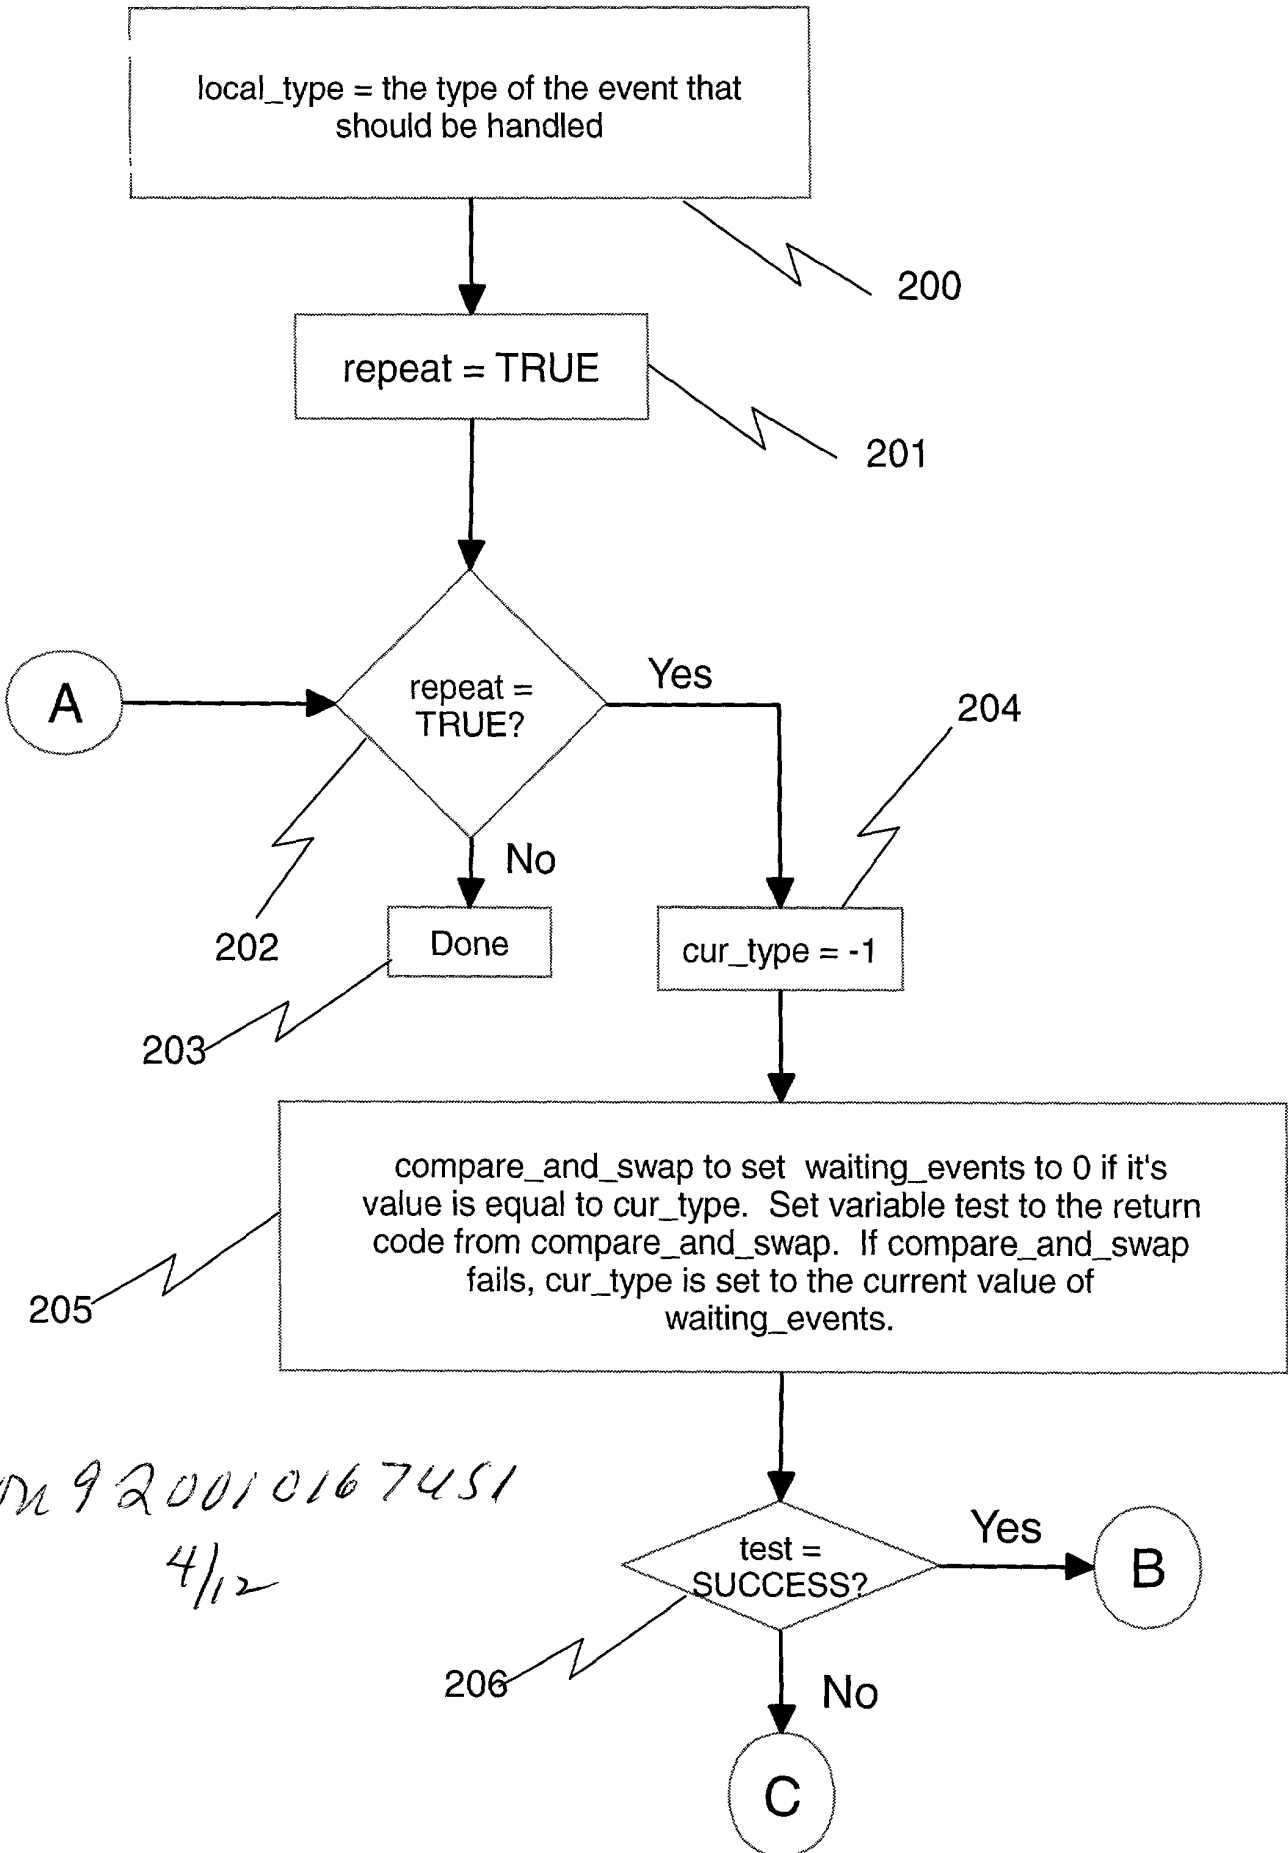 local_type = the type of the event that
should be handled
200
repeat = TRUE
201
A
repeat =
TRUE?
Yes
204
No
202
Done
cur_type = -1
203
compare_and_swap to set waiting_events to 0 if it's
value is equal to cur_type. Set variable test to the return
code from compare_and_swap. If compare_and_swap
fails, cur_type is set to the current value of
waiting_events.
205
920010167US1
4/12
test =
SUCCESS?
Yes
B
206
No
C